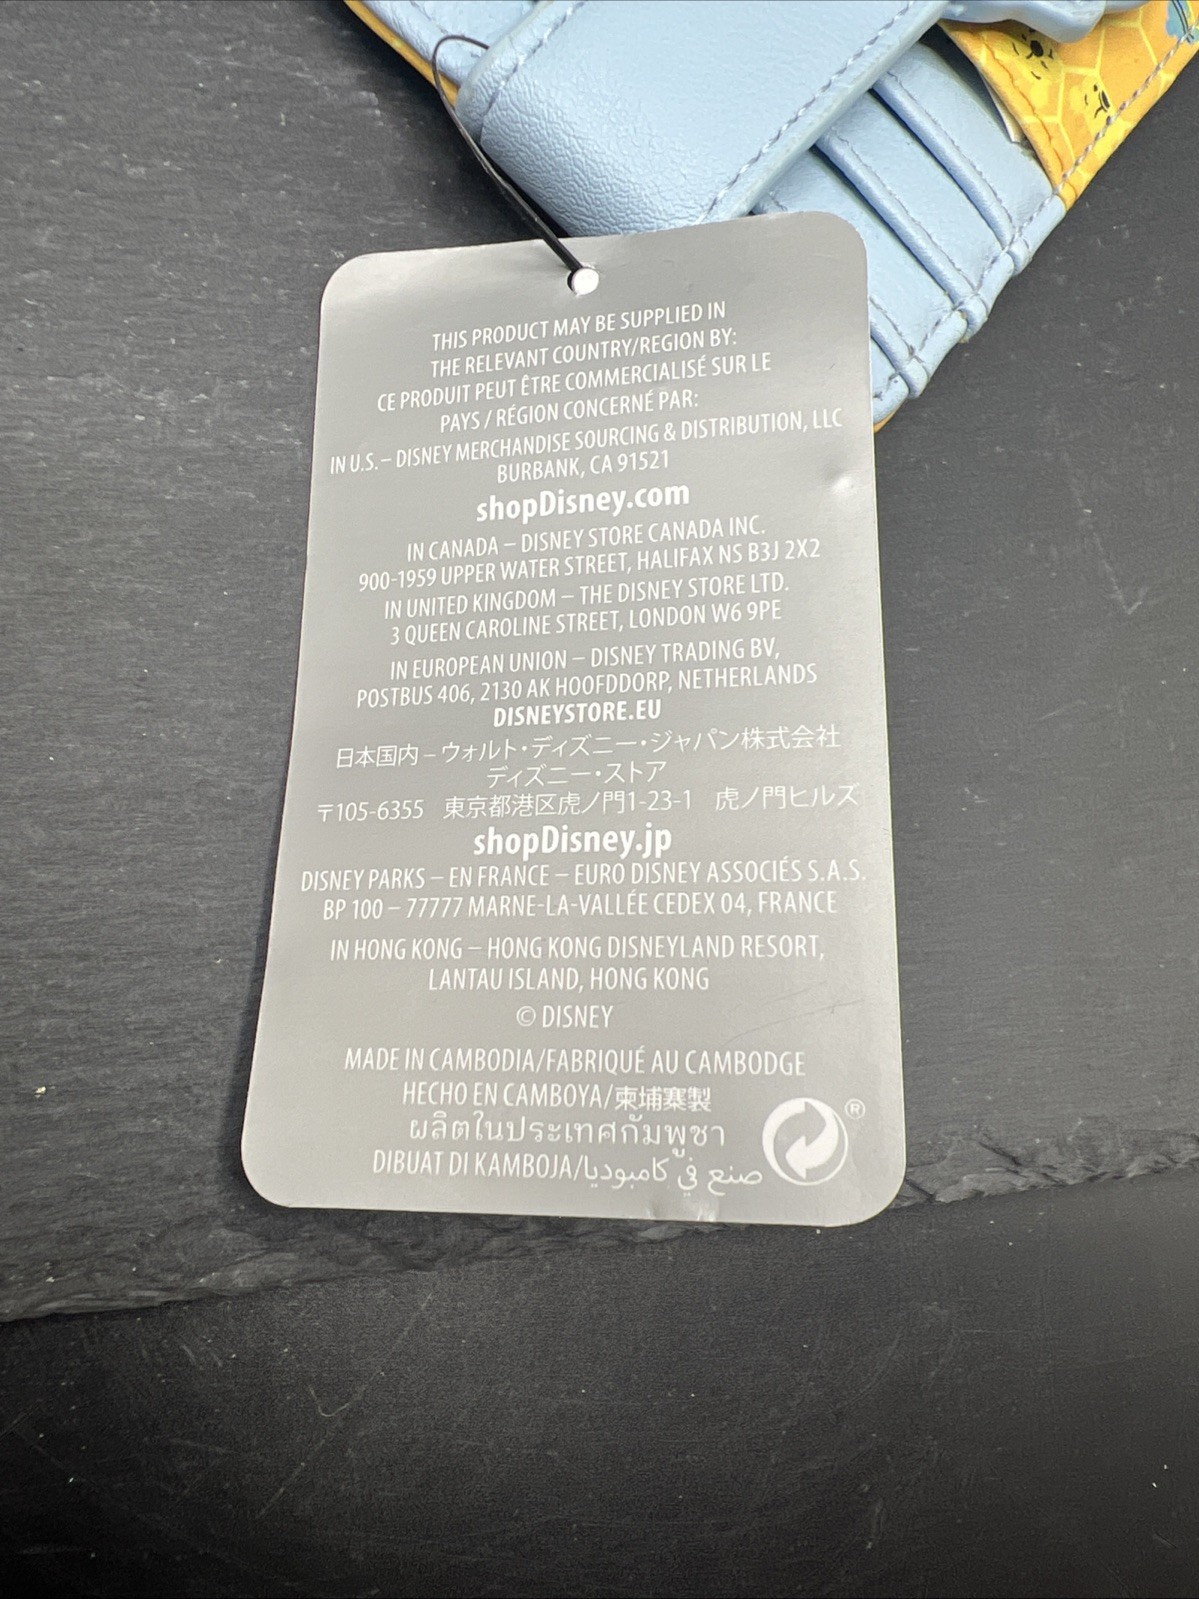 THIS PRODUCT MAY BE SUPPLIED IN
THE RELEVANT COUNTRY/REGION BY:
CE PRODUIT PEUT ÊTRE COMMERCIALISÉ SUR LE
PAYS / RÉGION CONCERNÉ PAR:
IN U.S.– DISNEY MERCHANDISE SOURCING & DISTRIBUTION, LLC
BURBANK, CA 91521
shopDisney.com
IN CANADA – DISNEY STORE CANADA INC.
900-1959 UPPER WATER STREET, HALIFAX NS B3J 2X2
IN UNITED KINGDOM – THE DISNEY STORE LTD.
3 QUEEN CAROLINE STREET, LONDON W6 9PE
IN EUROPEAN UNION – DISNEY TRADING BV,
POSTBUS 406, 2130 AK HOOFDDORP, NETHERLANDS
DISNEYSTORE.EU
日本国内 – ウォルト・ディズニー・ジャパン株式会社
ディズニー・ストア
〒105-6355 東京都港区虎ノ門1-23-1 虎ノ門ヒルズ
shopDisney.jp
DISNEY PARKS – EN FRANCE – EURO DISNEY ASSOCIÉS S.A.S.
BP 100 – 77777 MARNE-LA-VALLÉE CEDEX 04, FRANCE
IN HONG KONG – HONG KONG DISNEYLAND RESORT,
LANTAU ISLAND, HONG KONG
© DISNEY
MADE IN CAMBODIA/FABRIQUÉ AU CAMBODGE
HECHO EN CAMBOYA/柬埔寨製
ผลิตในประเทศกัมพูชา
DIBUAT DI KAMBOJA/صنع في كامبوديا
®